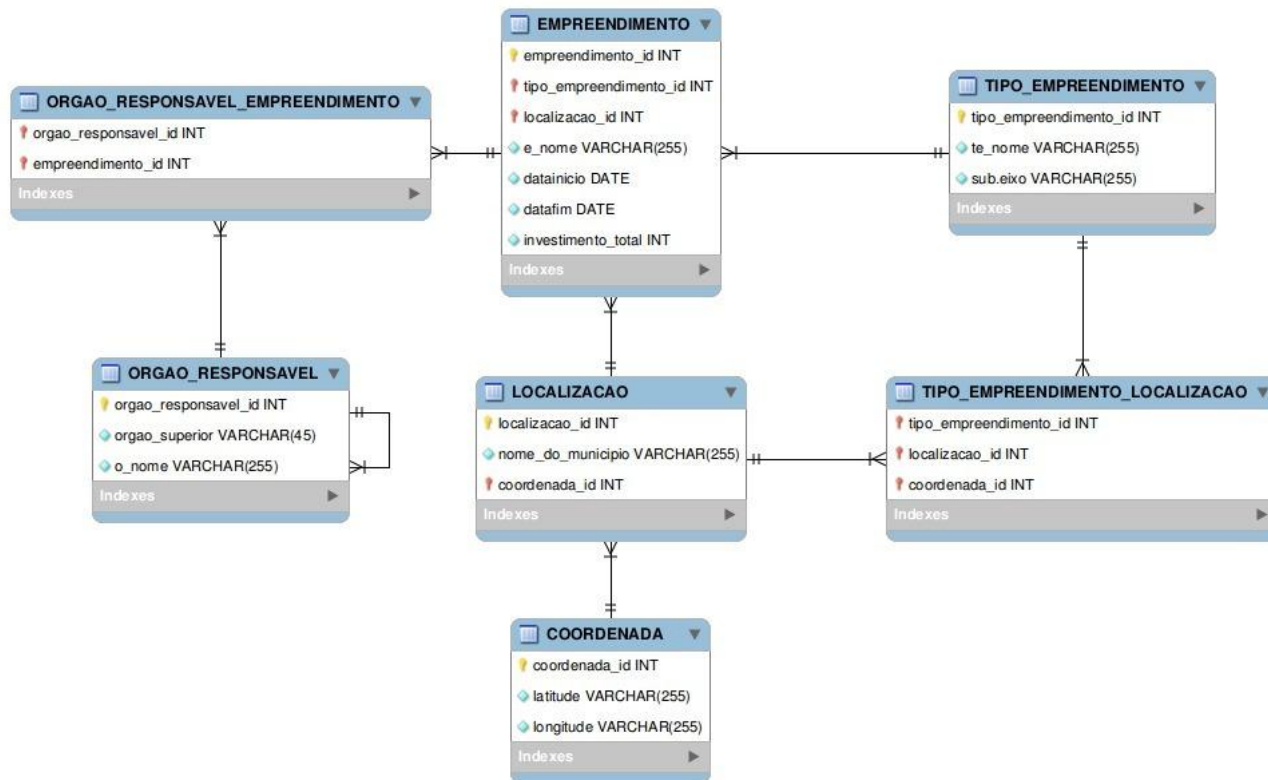 EMPREENDIMENTO
empreendimento_id INT
tipo_empreendimento_id INT
localizacao_id INT
e_nome VARCHAR(255)
datainicio DATE
datafim DATE
investimento_total INT
Indexes
ORGAO_RESPONSAVEL_EMPREENDIMENTO
orgao_responsavel_id INT
empreendimento_id INT
Indexes
TIPO_EMPREENDIMENTO
tipo_empreendimento_id INT
te_nome VARCHAR(255)
sub.eixo VARCHAR(255)
Indexes
ORGAO_RESPONSAVEL
orgao_responsavel_id INT
orgao_superior VARCHAR(45)
o_nome VARCHAR(255)
Indexes
LOCALIZACAO
localizacao_id INT
nome_do_municipio VARCHAR(255)
coordenada_id INT
Indexes
TIPO_EMPREENDIMENTO_LOCALIZACAO
tipo_empreendimento_id INT
localizacao_id INT
coordenada_id INT
Indexes
COORDENADA
coordenada_id INT
latitude VARCHAR(255)
longitude VARCHAR(255)
Indexes